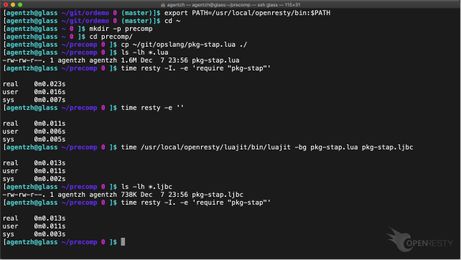 agentzh@glass:~/precomp — ssh glass — 115×31
[agentzh@glass ~/git/ordemo 0 (master)]$ export PATH=/usr/local/openresty/bin:$PATH
[agentzh@glass ~/git/ordemo 0 (master)]$ cd ~
[agentzh@glass ~ 0 ]$ mkdir -p precomp
[agentzh@glass ~ 0 ]$ cd precomp/
[agentzh@glass ~/precomp 0 ]$ cp ~/git/opslang/pkg-stap.lua ./
[agentzh@glass ~/precomp 0 ]$ ls -lh *.lua
-rw-rw-r--. 1 agentzh agentzh 1.6M Dec  7 23:56 pkg-stap.lua
[agentzh@glass ~/precomp 0 ]$ time resty -I. -e 'require "pkg-stap"'
real 0m0.023s
user 0m0.016s
sys 0m0.007s
[agentzh@glass ~/precomp 0 ]$ time resty -e ''
real 0m0.011s
user 0m0.006s
sys 0m0.005s
[agentzh@glass ~/precomp 0 ]$ time /usr/local/openresty/luajit/bin/luajit -bg pkg-stap.lua pkg-stap.ljbc
real 0m0.013s
user 0m0.011s
sys 0m0.002s
[agentzh@glass ~/precomp 0 ]$ ls -lh *.ljbc
-rw-rw-r--. 1 agentzh agentzh 738K Dec  7 23:56 pkg-stap.ljbc
[agentzh@glass ~/precomp 0 ]$ time resty -I. -e 'require "pkg-stap"'
real 0m0.013s
user 0m0.011s
sys 0m0.003s
[agentzh@glass ~/precomp 0 ]$
OPENRESTY